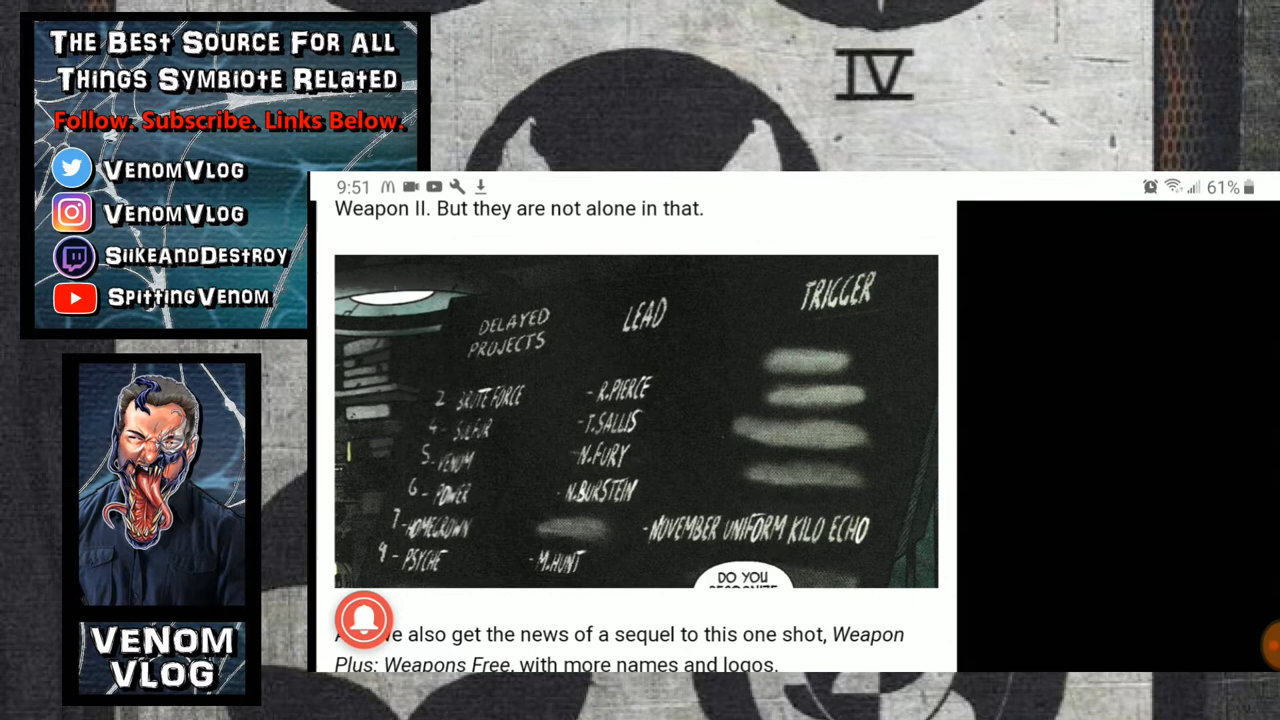 THE BEST SOURCE FOR ALL
THINGS SYMBIOTE RELATED
Follow. Subscribe. Links Below.
VENOMVLOG
VENOMVLOG
SIIKEANDDESTROY
SPITTINGVENOM
VENOM
VLOG
IV
9:51
61%
Weapon II. But they are not alone in that.
DELAYED
PROJECTS
LEAD
TRIGGER
2 BRUTE FORCE - R.PIERCE
4 - SULFUR - T.SALLIS
5 - VENOM - N.FURY
6 - POWER - N.BURSTEIN
7 - HOMEGROWN - NOVEMBER UNIFORM KILO ECHO
8 - PSYCHE - M.HUNT
DO YOU
RECOGNIZE
we also get the news of a sequel to this one shot, Weapon
Plus: Weapons Free, with more names and logos.